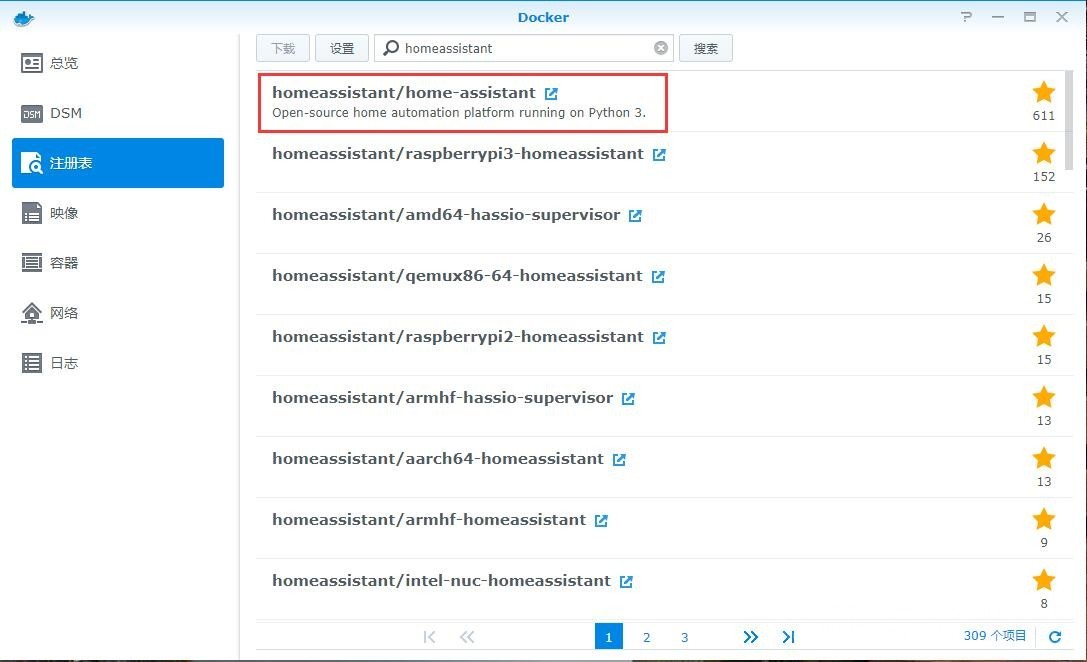 Docker
总览
DSM
注册表
映像
容器
网络
日志
下载 设置 homeassistant 搜索
homeassistant/home-assistant
Open-source home automation platform running on Python 3.
611
homeassistant/raspberrypi3-homeassistant
152
homeassistant/amd64-hassio-supervisor
26
homeassistant/qemux86-64-homeassistant
15
homeassistant/raspberrypi2-homeassistant
15
homeassistant/armhf-hassio-supervisor
13
homeassistant/aarch64-homeassistant
13
homeassistant/armhf-homeassistant
9
homeassistant/intel-nuc-homeassistant
8
1 2 3 309 个项目